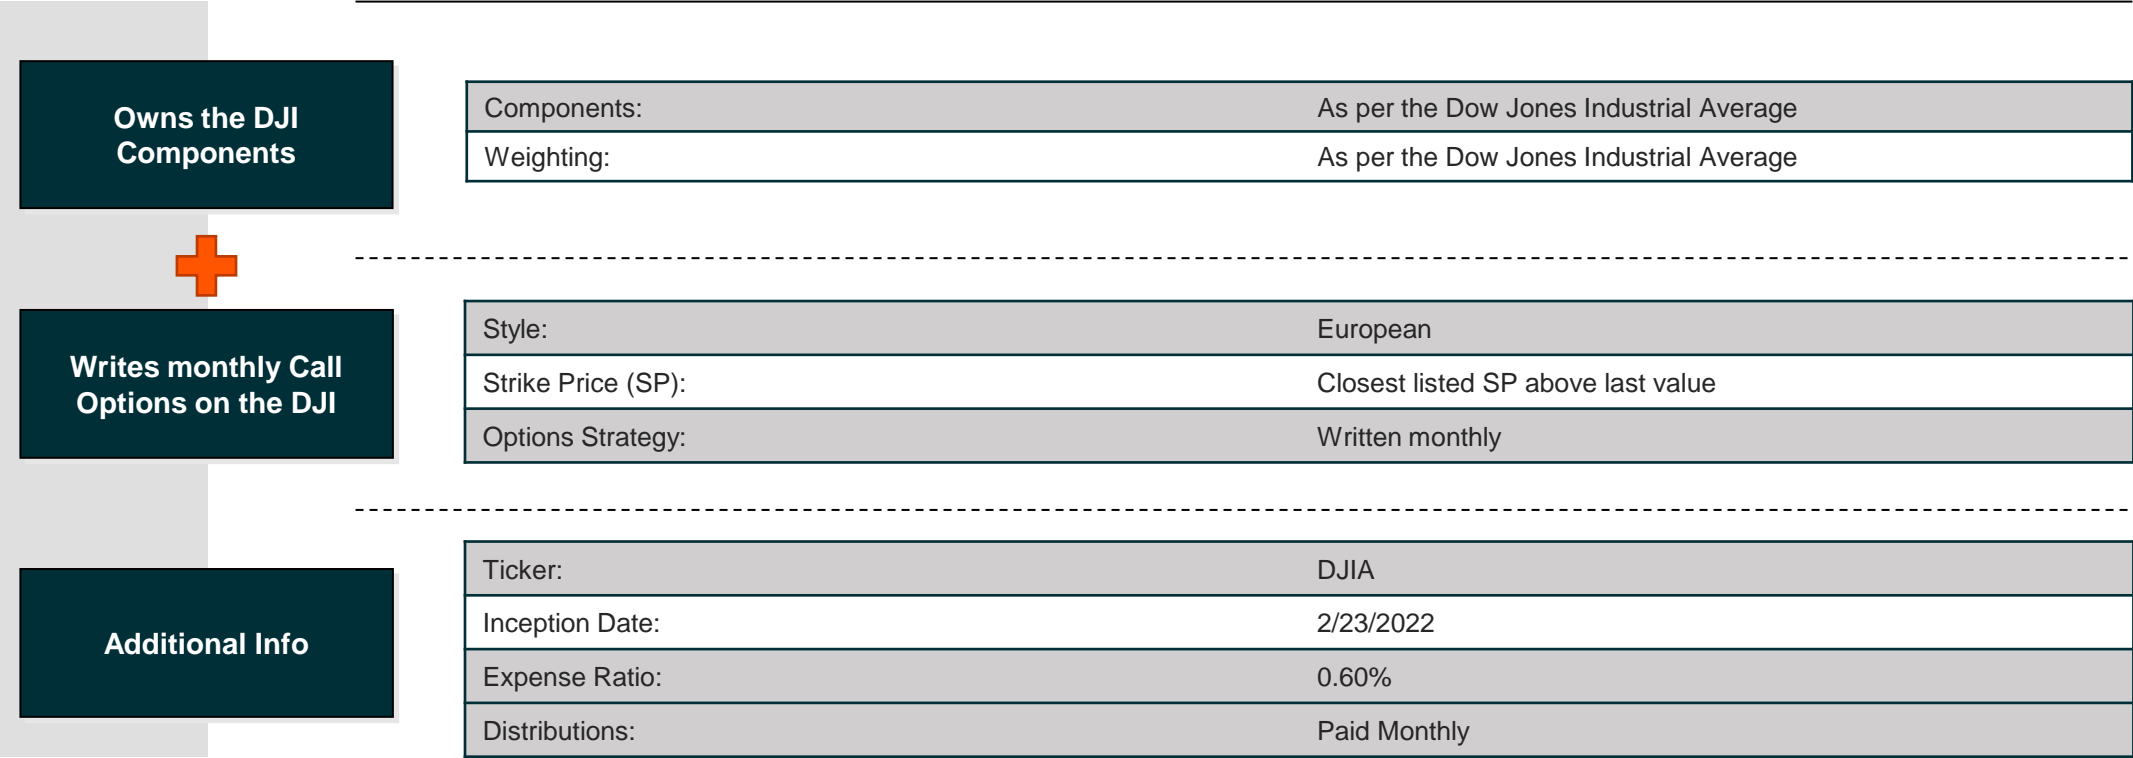 Owns the DJI
Components
Components: As per the Dow Jones Industrial Average
Weighting: As per the Dow Jones Industrial Average
Writes monthly Call
Options on the DJI
Style: European
Strike Price (SP): Closest listed SP above last value
Options Strategy: Written monthly
Additional Info
Ticker: DJIA
Inception Date: 2/23/2022
Expense Ratio: 0.60%
Distributions: Paid Monthly